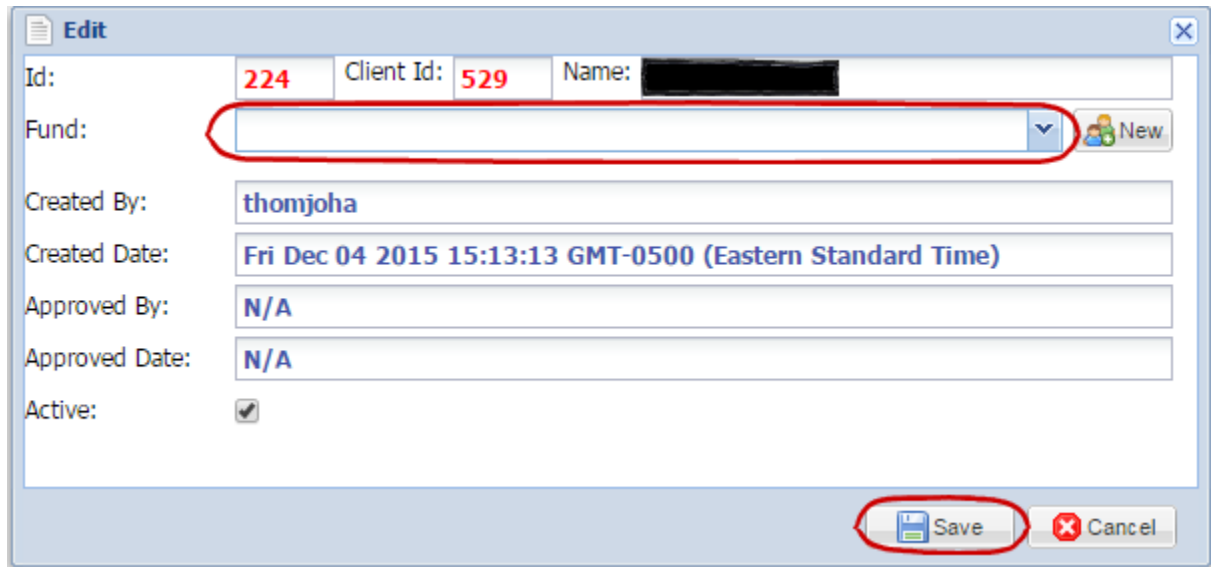 Edit
Id: 224 Client Id: 529 Name:
Fund: New
Created By: thomjoha
Created Date: Fri Dec 04 2015 15:13:13 GMT-0500 (Eastern Standard Time)
Approved By: N/A
Approved Date: N/A
Active:
Save Cancel